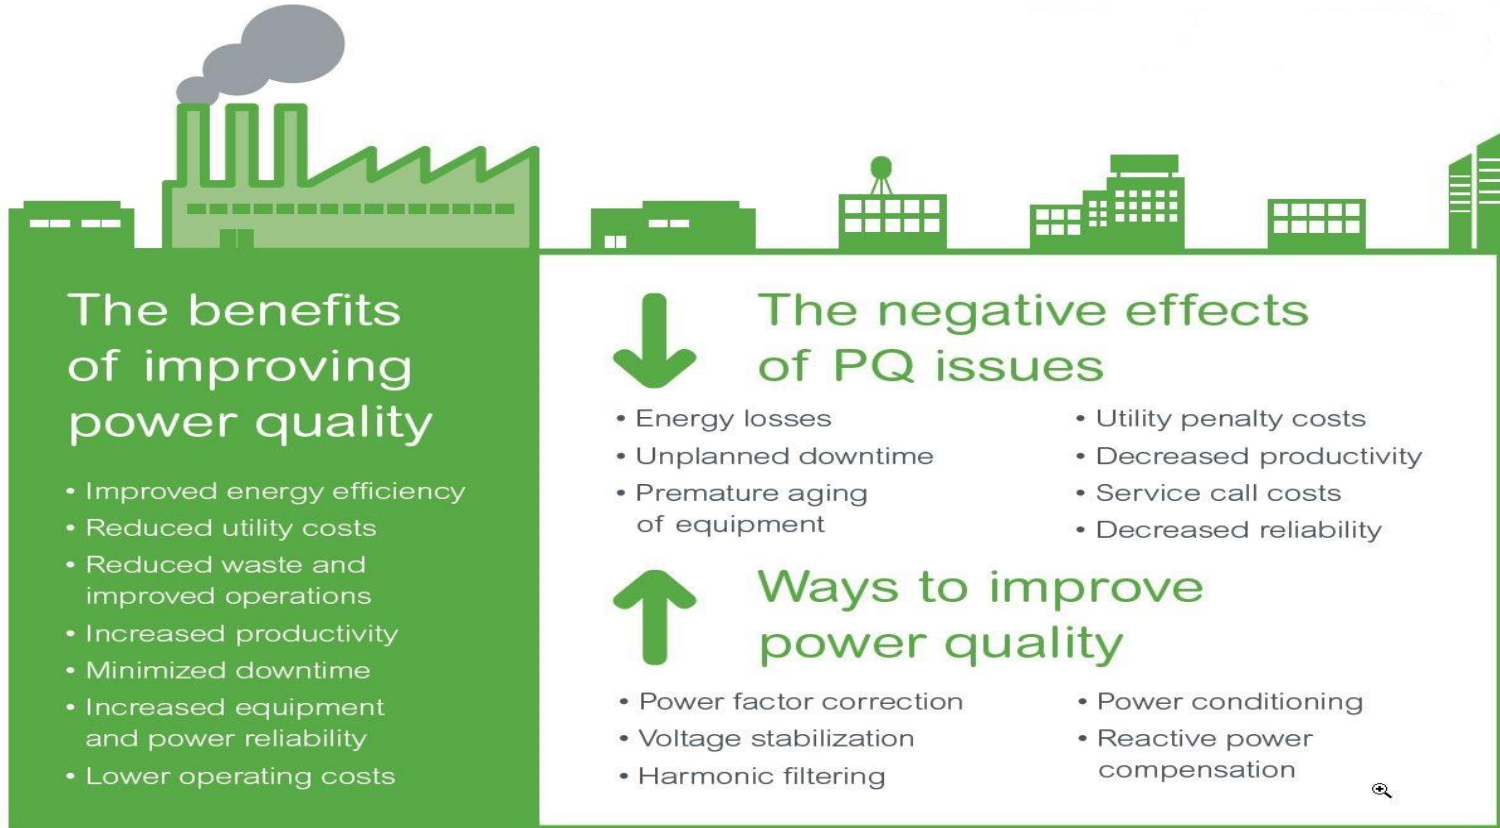 The benefits
of improving
power quality
• Improved energy efficiency
• Reduced utility costs
• Reduced waste and
improved operations
• Increased productivity
• Minimized downtime
• Increased equipment
and power reliability
• Lower operating costs
The negative effects
of PQ issues
• Energy losses
• Unplanned downtime
• Premature aging
of equipment
• Utility penalty costs
• Decreased productivity
• Service call costs
• Decreased reliability
Ways to improve
power quality
• Power factor correction
• Voltage stabilization
• Harmonic filtering
• Power conditioning
• Reactive power
compensation